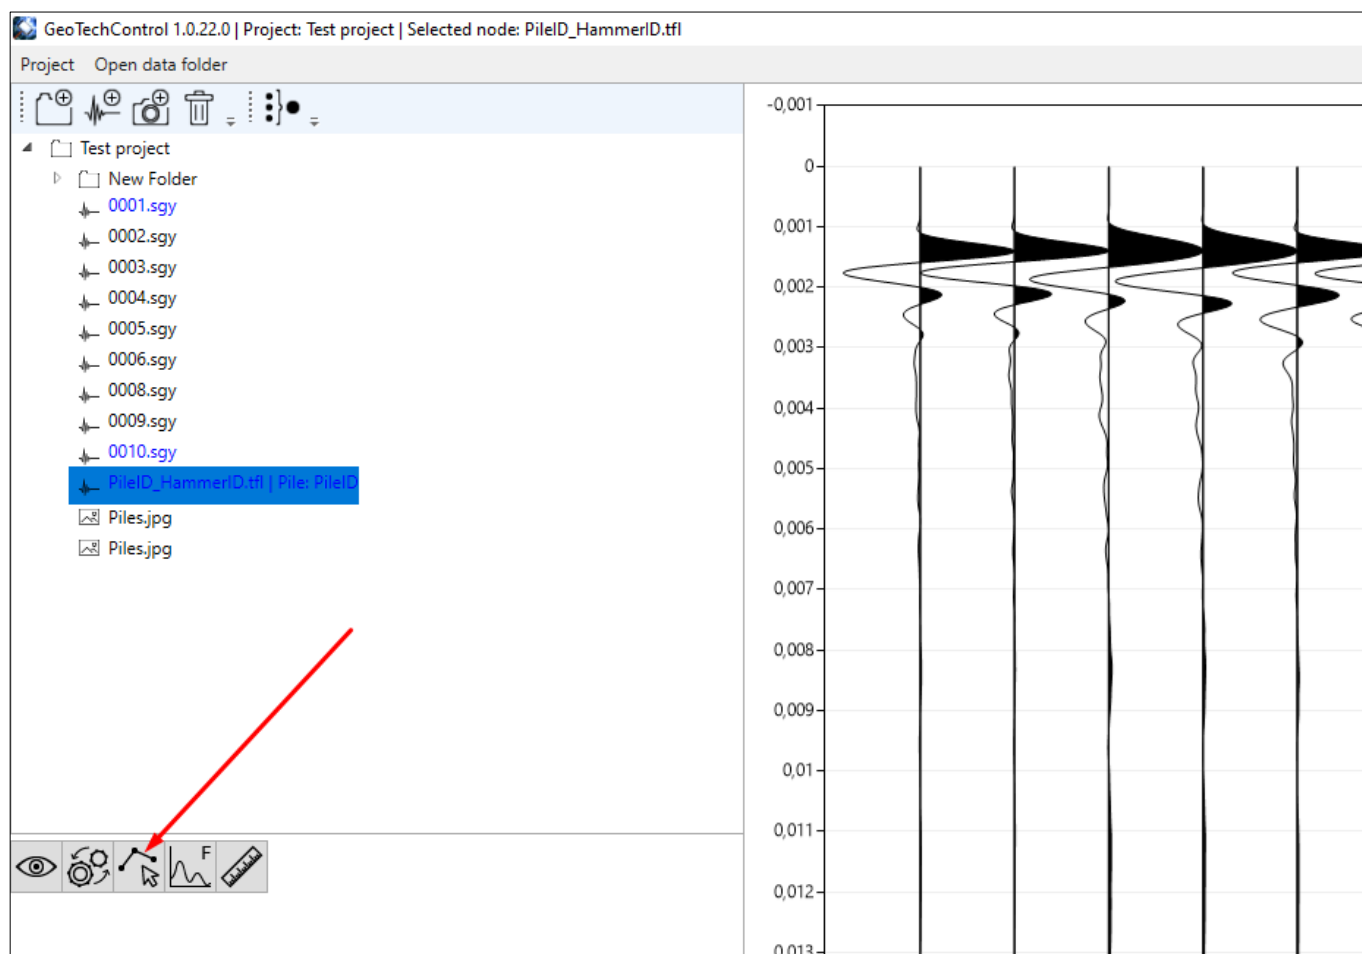 GeoTechControl 1.0.22.0 | Project: Test project | Selected node: PileID_HammerID.tfl
Project Open data folder
Test project
New Folder
0001.sgy
0002.sgy
0003.sgy
0004.sgy
0005.sgy
0006.sgy
0008.sgy
0009.sgy
0010.sgy
PileID_HammerID.tfl | Pile: PileID
Piles.jpg
Piles.jpg
F
-0,001
0
0,001
0,002
0,003
0,004
0,005
0,006
0,007
0,008
0,009
0,01
0,011
0,012
0,013